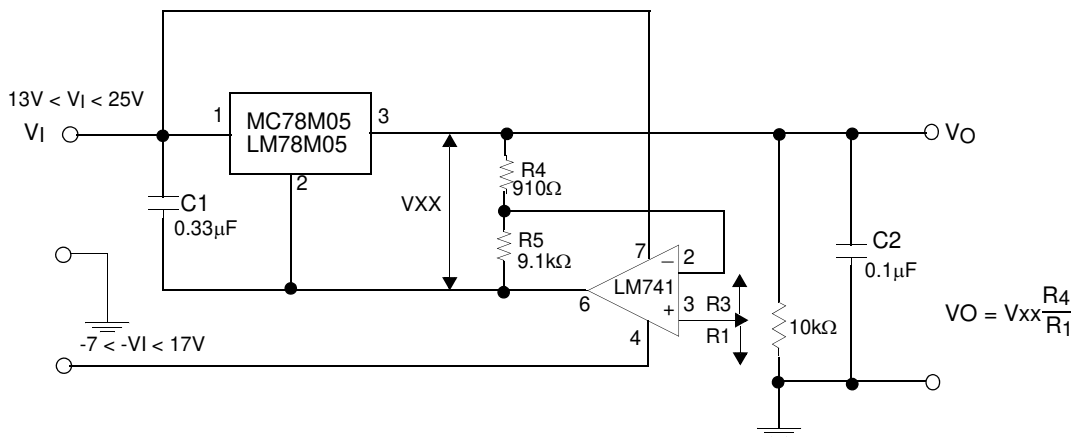 13V < VI < 25V
VI
1
MC78M05
LM78M05
3
VO
2
C1
0.33μF
VXX
R4
910Ω
R5
9.1kΩ
7
–
2
LM741
6
+
3
4
R3
R1
10kΩ
C2
0.1μF
VO = VXX R4
R1
-7 < -VI < 17V